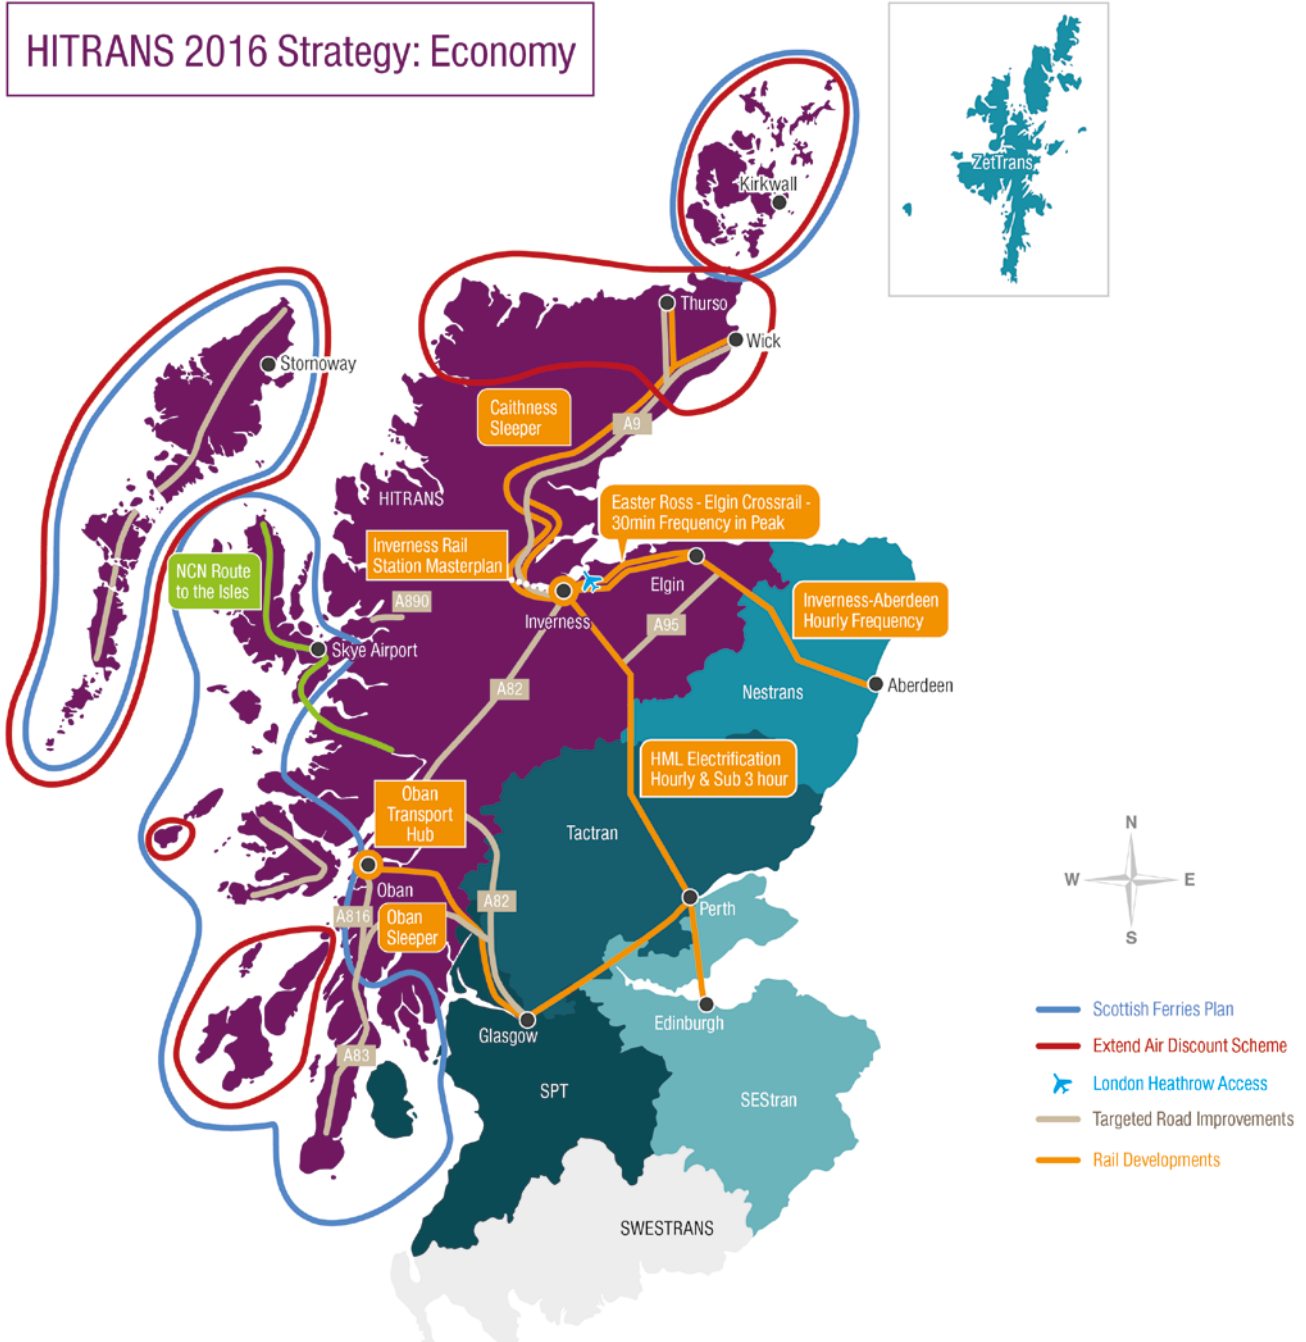 HITRANS 2016 Strategy: Economy
ZetTrans
Kirkwall
Thurso
Wick
Stornoway
Caithness
Sleeper
A9
HITRANS
Easter Ross - Elgin Crossrail -
30min Frequency in Peak
Inverness Rail
Station Masterplan
NCN Route
to the Isles
Elgin
A890
Inverness
A95
Inverness-Aberdeen
Hourly Frequency
Skye Airport
A82
Nestrans
Aberdeen
HML Electrification
Hourly & Sub 3 hour
Oban
Transport
Hub
Tactran
Oban
A82
Perth
A816
Oban
Sleeper
Glasgow
Edinburgh
A83
SPT
SEStran
SWESTRANS
N
W
E
S
Scottish Ferries Plan
Extend Air Discount Scheme
London Heathrow Access
Targeted Road Improvements
Rail Developments